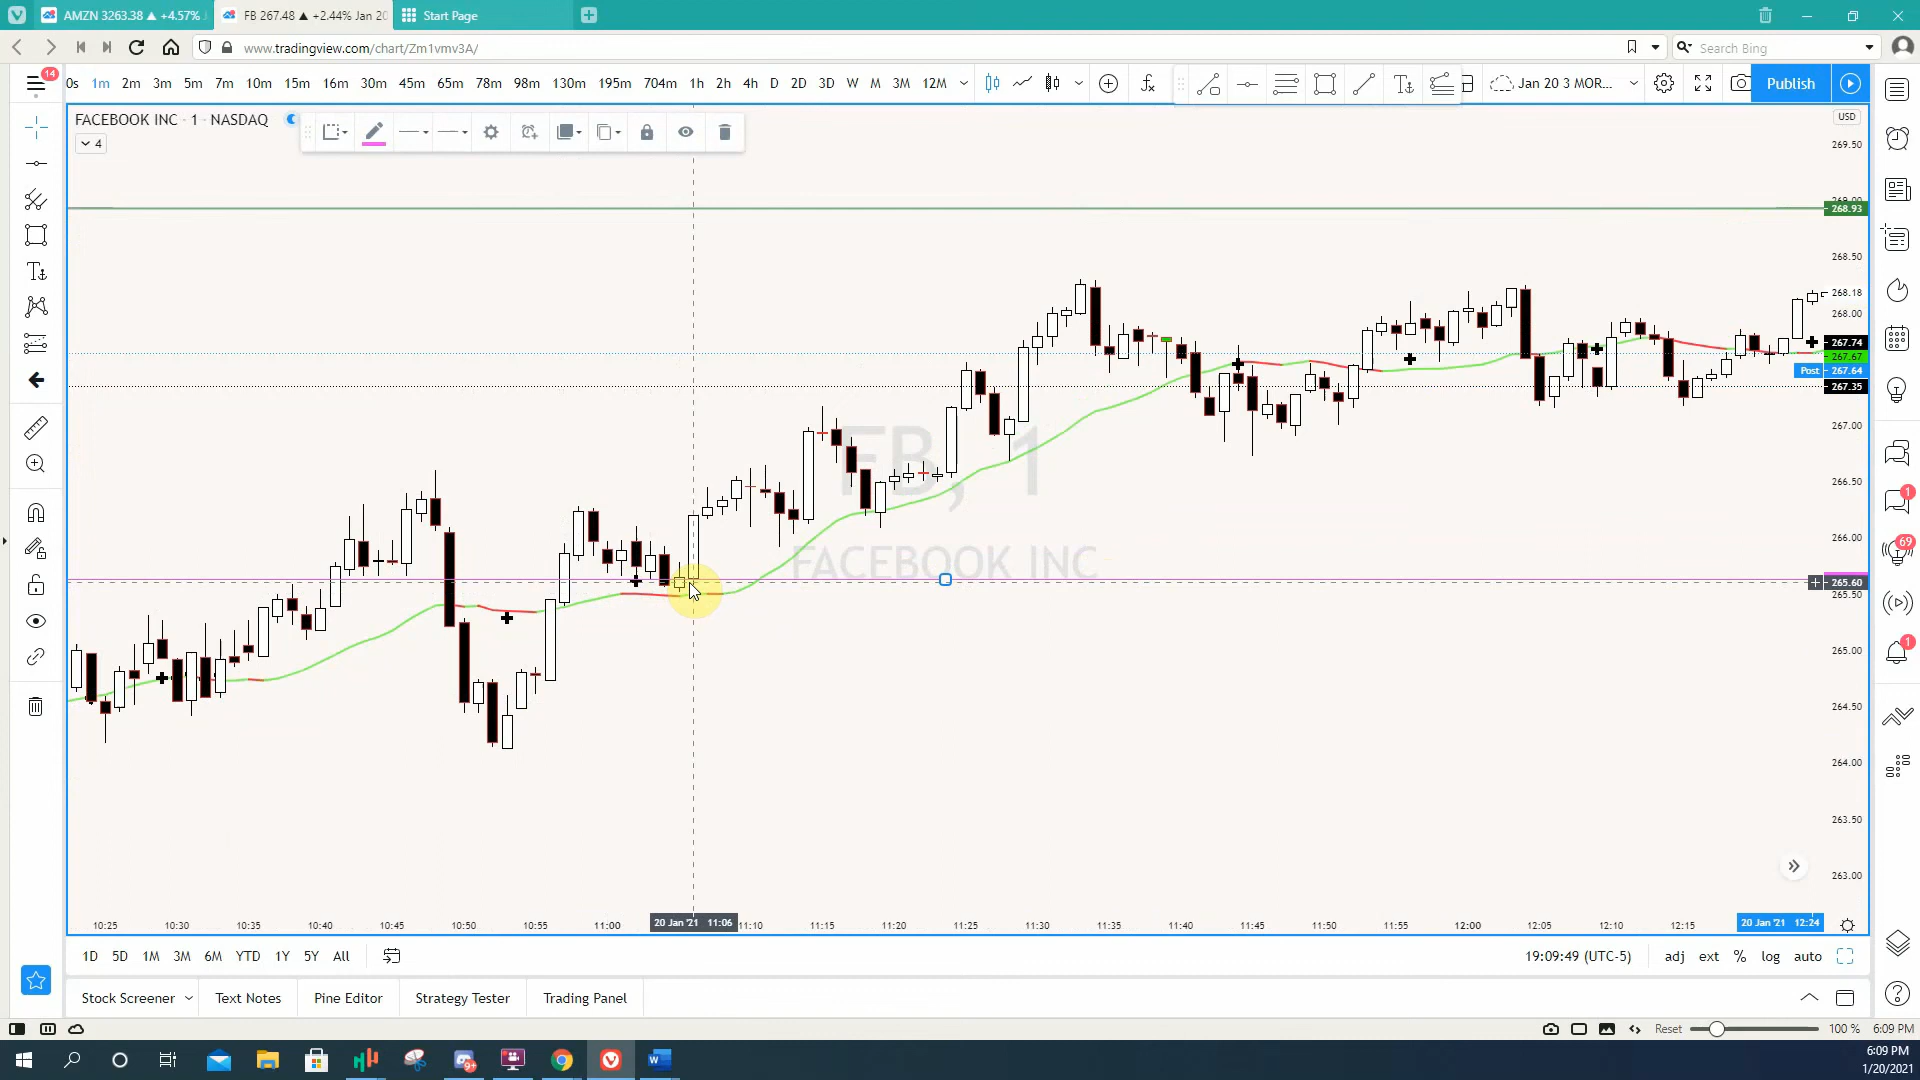 AMZN 3263.38 ▲ +4.57%
FB 267.48 ▲ +2.44% Jan 20
Start Page
www.tradingview.com/chart/Zm1vmv3A/
Search Bing
14
0s 1m 2m 3m 5m 7m 10m 15m 16m 30m 45m 65m 78m 98m 130m 195m 704m 1h 2h 4h D 2D 3D W M 3M 12M
Jan 20 3 MOR...
Publish
FACEBOOK INC · 1 · NASDAQ
4
USD
269.50
268.93
268.50
268.18
268.00
267.74
267.67
Post 267.64
267.35
267.00
266.50
266.00
265.60
265.50
265.00
264.50
264.00
263.50
263.00
FB, 1
FACEBOOK INC
1
69
1
10:25 10:30 10:35 10:40 10:45 10:50 10:55 11:00 20 Jan '21 11:06 11:10 11:15 11:20 11:25 11:30 11:35 11:40 11:45 11:50 11:55 12:00 12:05 12:10 12:15 20 Jan '21 12:24
1D 5D 1M 3M 6M YTD 1Y 5Y All
19:09:49 (UTC-5) adj ext % log auto
Stock Screener Text Notes Pine Editor Strategy Tester Trading Panel
Reset 100 % 6:09 PM
9+
6:09 PM
1/20/2021